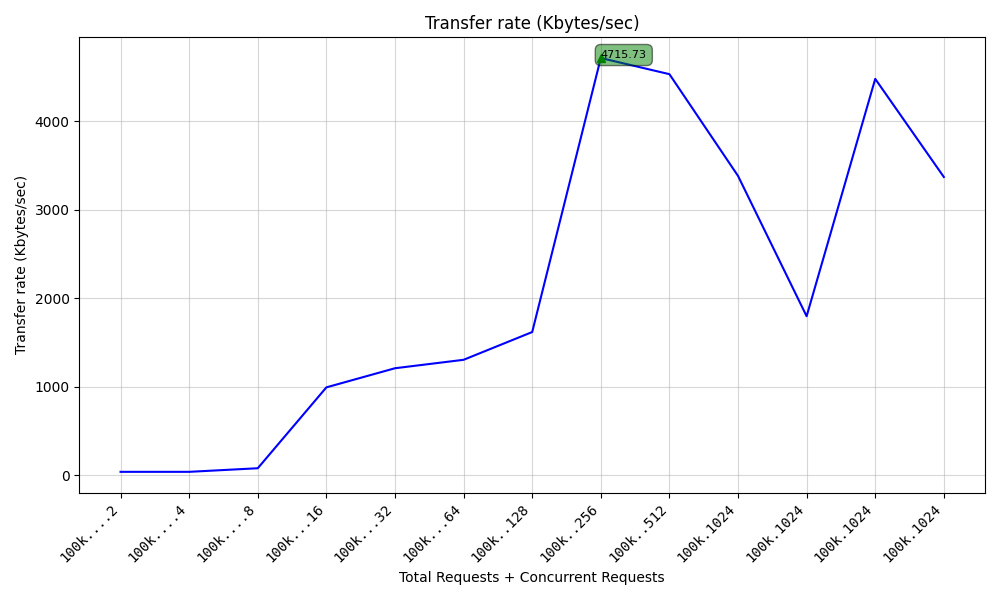 Transfer rate (Kbytes/sec)
4715.73
Transfer rate (Kbytes/sec)
4000
3000
2000
1000
0
100k....2
100k....4
100k....8
100k...16
100k...32
100k...64
100k..128
100k..256
100k..512
100k.1024
100k.1024
100k.1024
100k.1024
Total Requests + Concurrent Requests